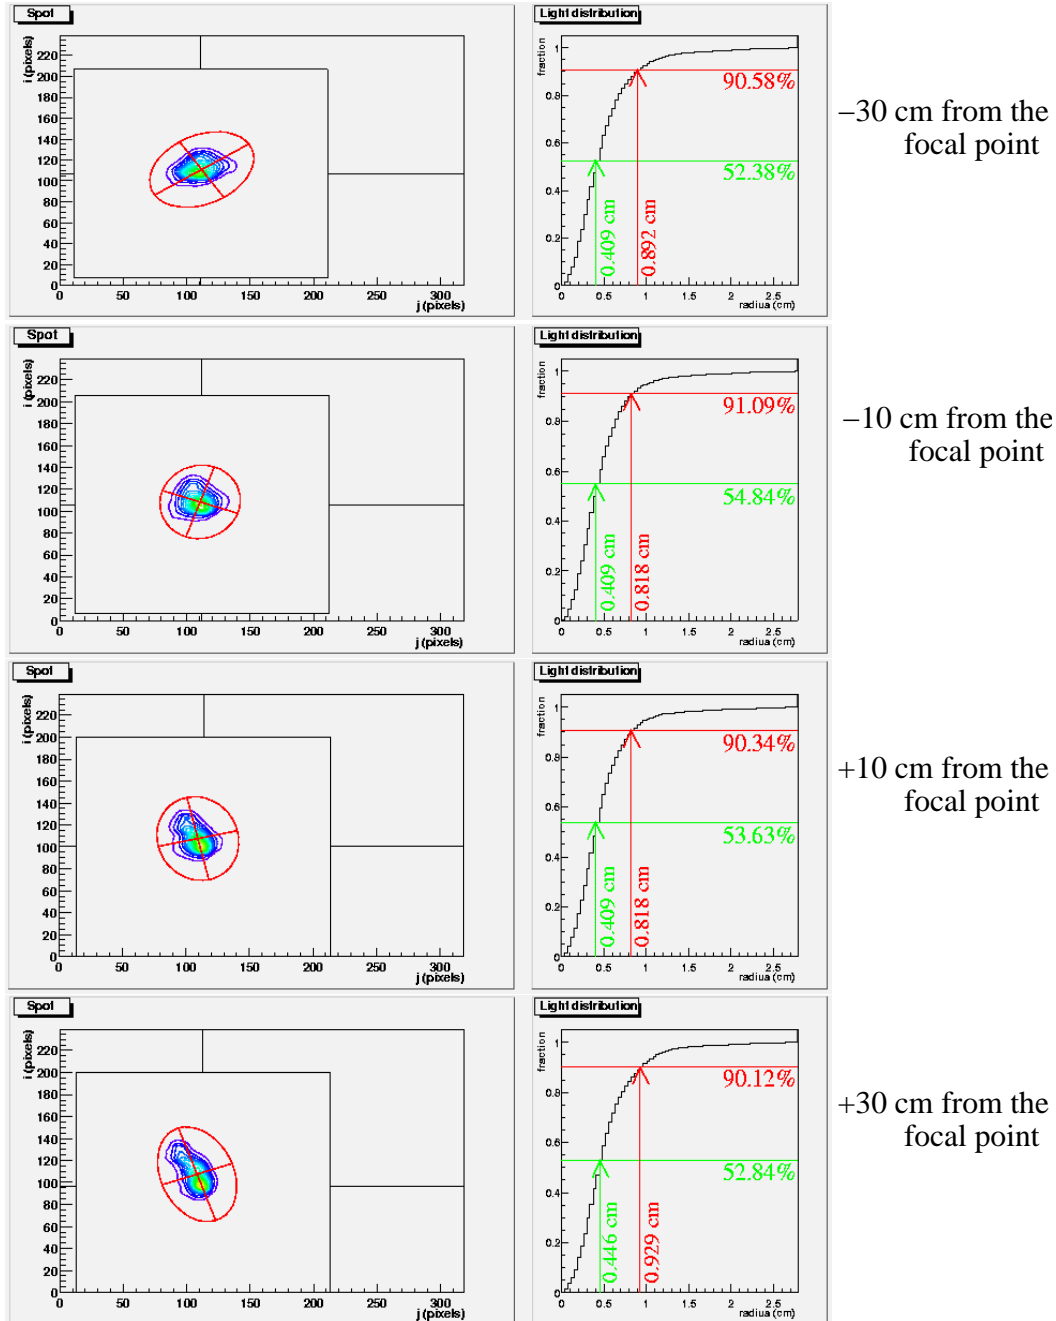 Spot
i (pixels)
220
200
180
160
140
120
100
80
60
40
20
0
0 50 100 150 200 250 300
j (pixels)
Light distribution
fraction
1
0.8
0.6
0.4
0.2
0
90.58%
52.38%
0.409 cm
0.892 cm
0 0.5 1 1.5 2 2.5
radius (cm)
−30 cm from the
focal point
Spot
i (pixels)
220
200
180
160
140
120
100
80
60
40
20
0
0 50 100 150 200 250 300
j (pixels)
Light distribution
fraction
1
0.8
0.6
0.4
0.2
0
91.09%
54.84%
0.409 cm
0.818 cm
0 0.5 1 1.5 2 2.5
radius (cm)
−10 cm from the
focal point
Spot
i (pixels)
220
200
180
160
140
120
100
80
60
40
20
0
0 50 100 150 200 250 300
j (pixels)
Light distribution
fraction
1
0.8
0.6
0.4
0.2
0
90.34%
53.63%
0.409 cm
0.818 cm
0 0.5 1 1.5 2 2.5
radius (cm)
+10 cm from the
focal point
Spot
i (pixels)
220
200
180
160
140
120
100
80
60
40
20
0
0 50 100 150 200 250 300
j (pixels)
Light distribution
fraction
1
0.8
0.6
0.4
0.2
0
90.12%
52.84%
0.446 cm
0.929 cm
0 0.5 1 1.5 2 2.5
radius (cm)
+30 cm from the
focal point